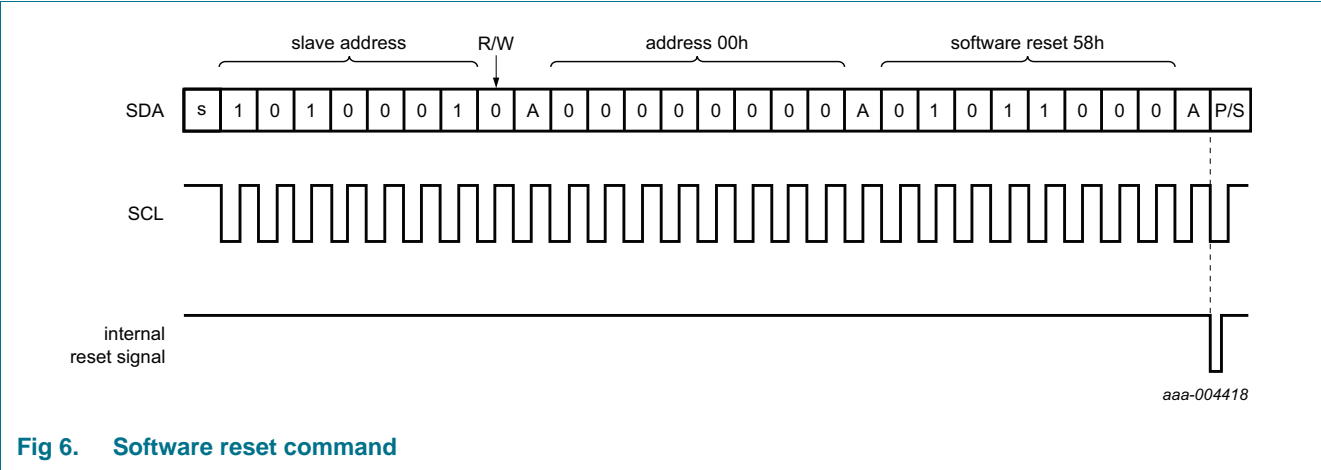 slave address R/W address 00h software reset 58h
SDA s 1 0 1 0 0 0 1 0 A 0 0 0 0 0 0 0 0 A 0 1 0 1 1 0 0 0 A P/S
SCL
internal
reset signal
aaa-004418
Fig 6. Software reset command